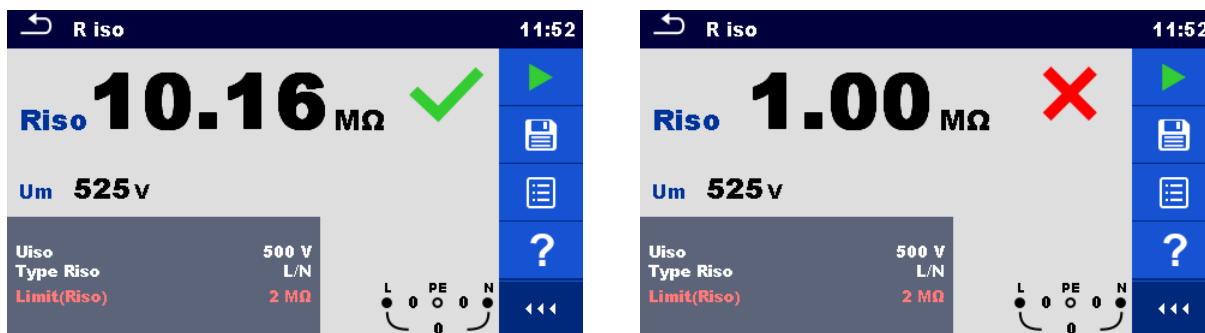 R iso 11:52
Riso 10.16 MΩ
Um 525 V
Uiso 500 V
Type Riso L/N
Limit(Riso) 2 MΩ
?
L PE N
0 0
0
R iso 11:52
Riso 1.00 MΩ
Um 525 V
Uiso 500 V
Type Riso L/N
Limit(Riso) 2 MΩ
?
L PE N
0 0
0